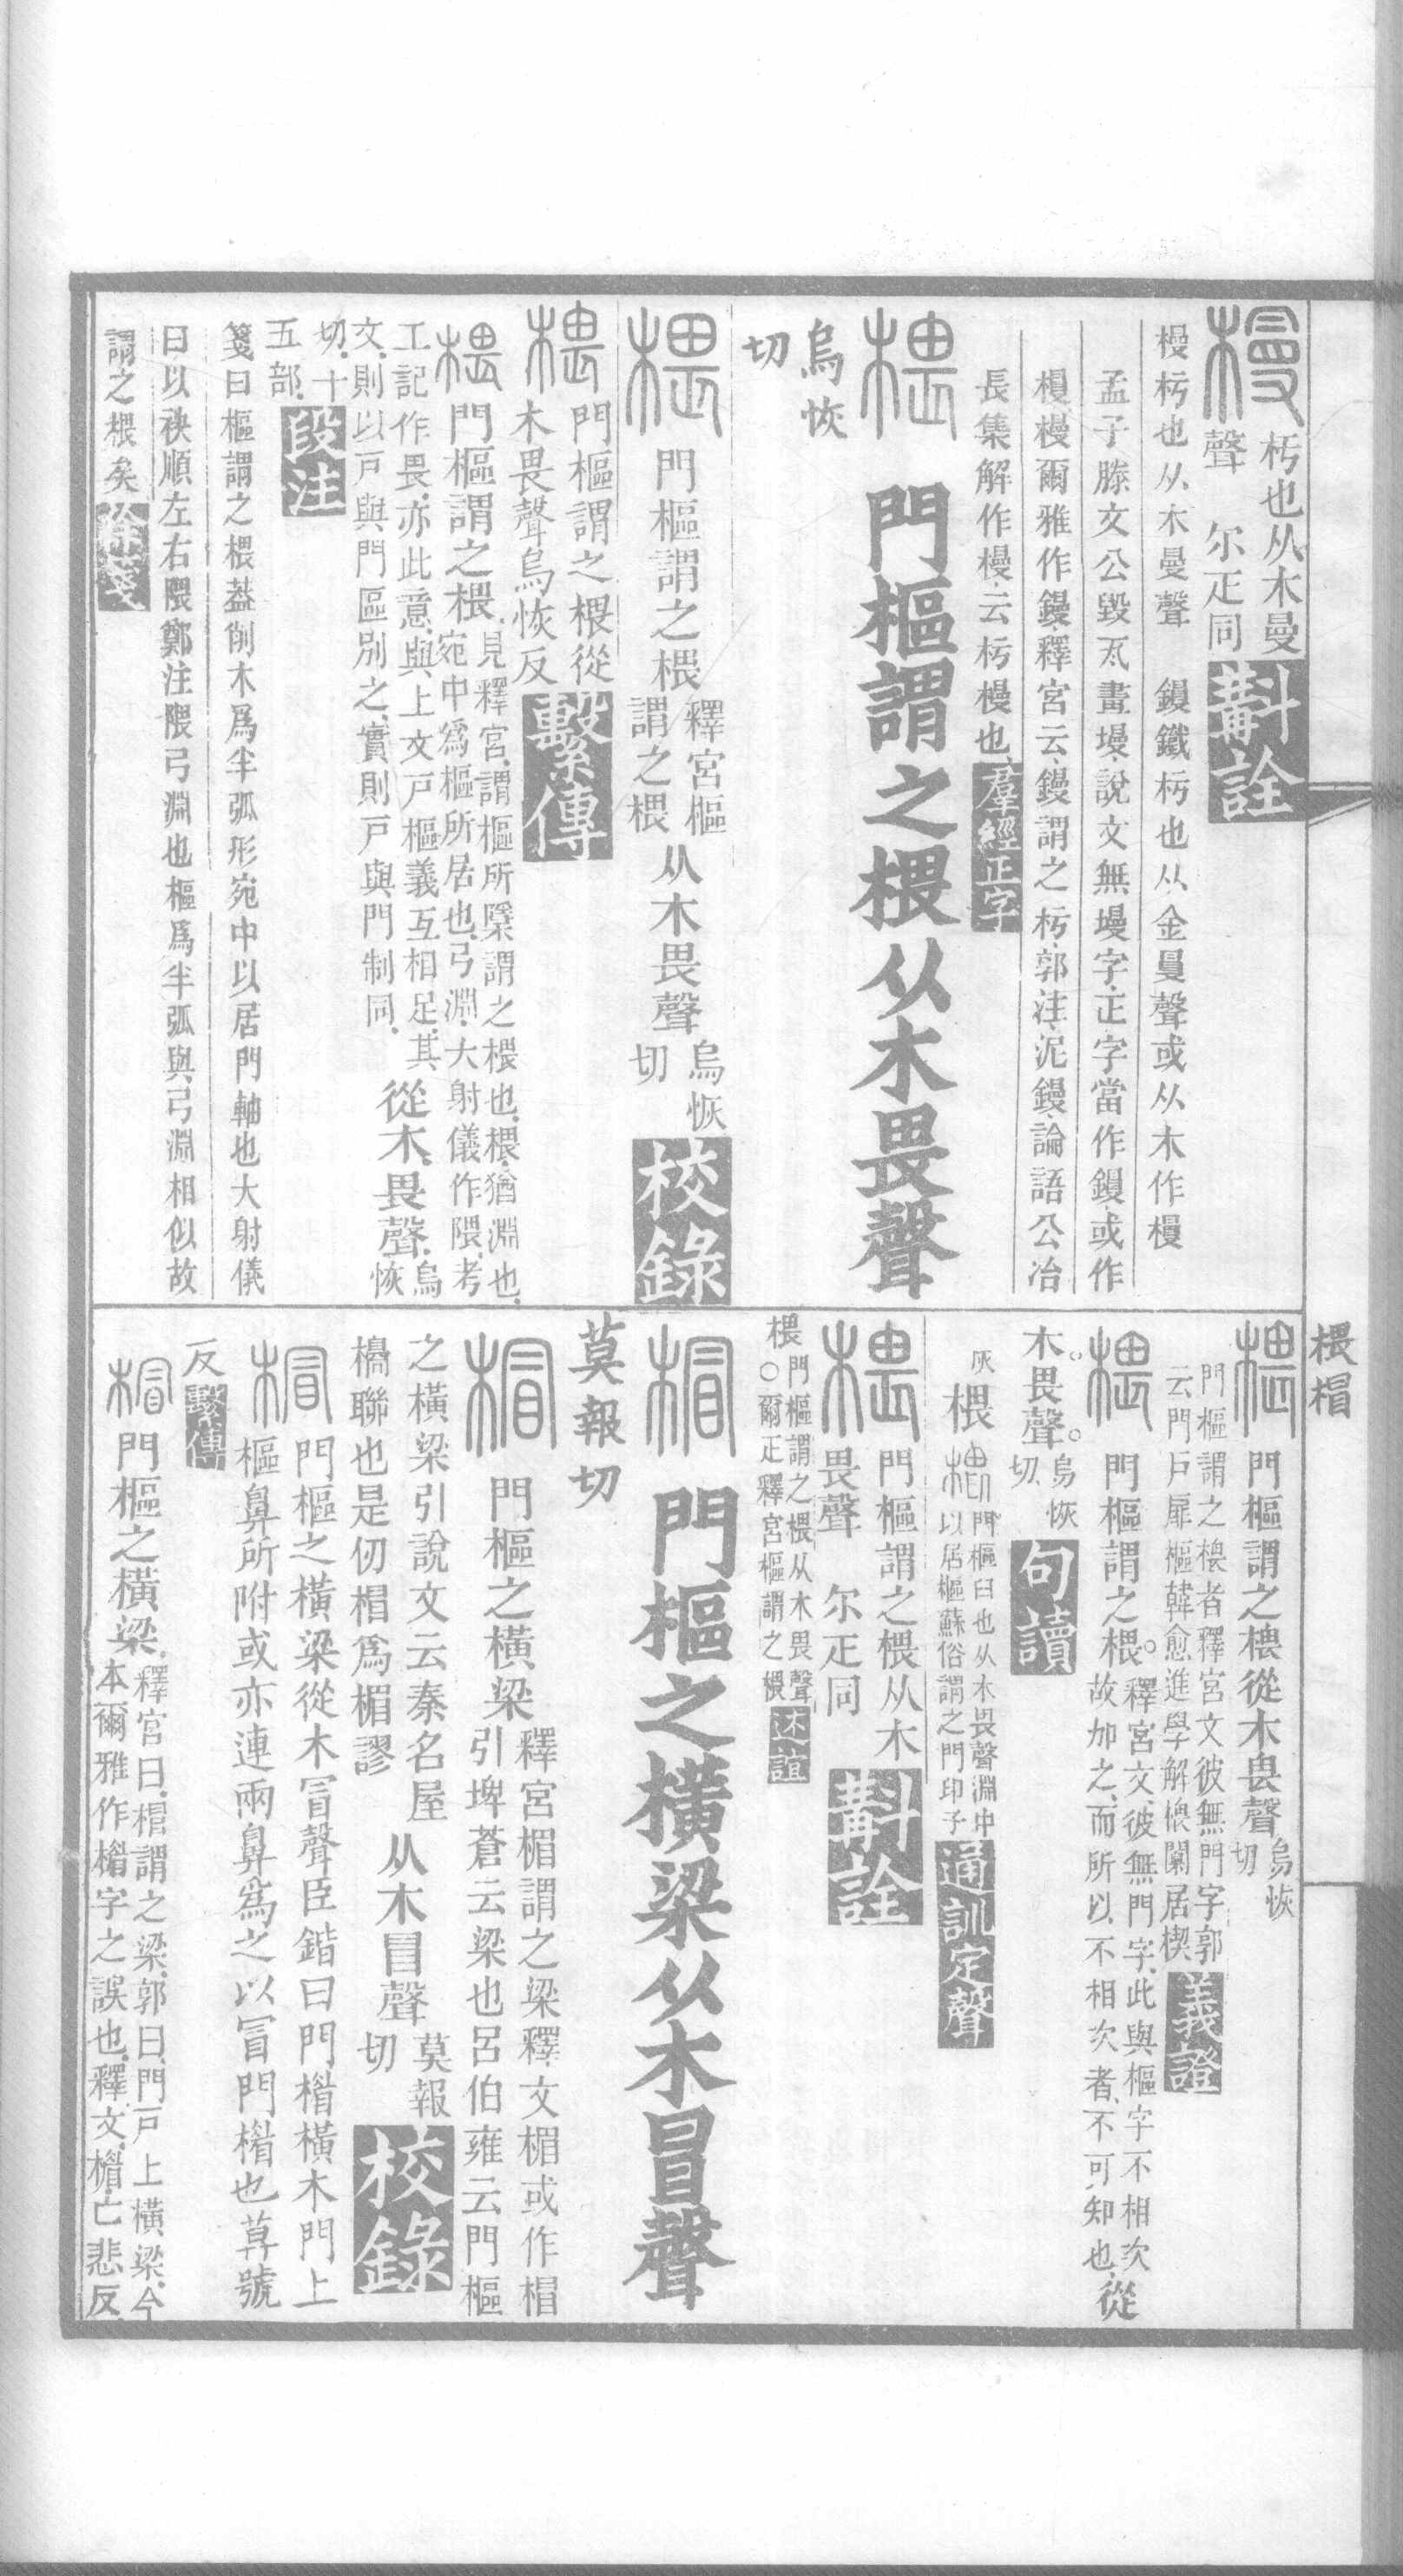 槾杇也从木曼
聲 尔疋同斠詮
槾杇也从木曼聲 鏝鐵杇也从金曼聲或从木作槾
孟子滕文公毀瓦畫墁說文無墁字正字當作鏝或作
槾槾爾雅作鏝釋宮云鏝謂之杇郭注泥鏝論語公冶
長集解作槾云杇槾也羣經正字
椳門樞謂之椳从木畏聲
烏恢
切
椳門樞謂之椳
釋宮樞
謂之椳
从木畏聲
烏恢
切
校錄
椳門樞謂之椳從
木畏聲烏恢反繫傳
椳門樞謂之椳
見釋宮謂樞所檃謂之椳也椳猶淵也
宛中爲樞所居也弓淵大射儀作隈考
工記作畏亦此意與上文戶樞義互相足其
文則以戶與門區別之實則戶與門制同
從木畏聲
烏恢
切十
五部
段注
箋曰樞謂之椳葢削木爲半弧形宛中以居門軸也大射儀
曰以袂順左右隈鄭注隈弓淵也樞爲半弧與弓淵相似故
謂之椳矣徐箋
椳椙
椳門樞謂之椳從木畏聲
烏恢
切
門樞謂之椳者釋宮文彼無門字郭
云門戶扉樞韓愈進學解椳闑居楔
義證
椳門樞謂之椳
釋宮文彼無門字此與樞字不相次
故加之而所以不相次者不可知也
從
木畏聲
烏恢
切
句讀
灰椳
門樞臼也从木畏聲淵中
以居樞蘇俗謂之門印子
通訓定聲
椳門樞謂之椳从木
畏聲 尔疋同斠詮
椳
門樞謂之椳从木畏聲
○爾疋釋宮樞謂之椳
述誼
門樞之橫梁从木冒聲
莫報切
門樞之橫梁
釋宮楣謂之梁釋文楣或作椙
引埤蒼云梁也呂伯雍云門樞
之橫梁引說文云秦名屋
櫋聯也是仞椙爲楣謬
从木冒聲
莫報
切
校錄
門樞之橫梁從木冒聲臣鍇曰門楣橫木門上
樞鼻所附或亦連兩鼻爲之以冒門楣也莫號
反繫傳
門樞之橫梁
釋宮曰楣謂之梁郭曰門戶上橫梁今
本爾雅作楣字之誤也釋文楣亡悲反